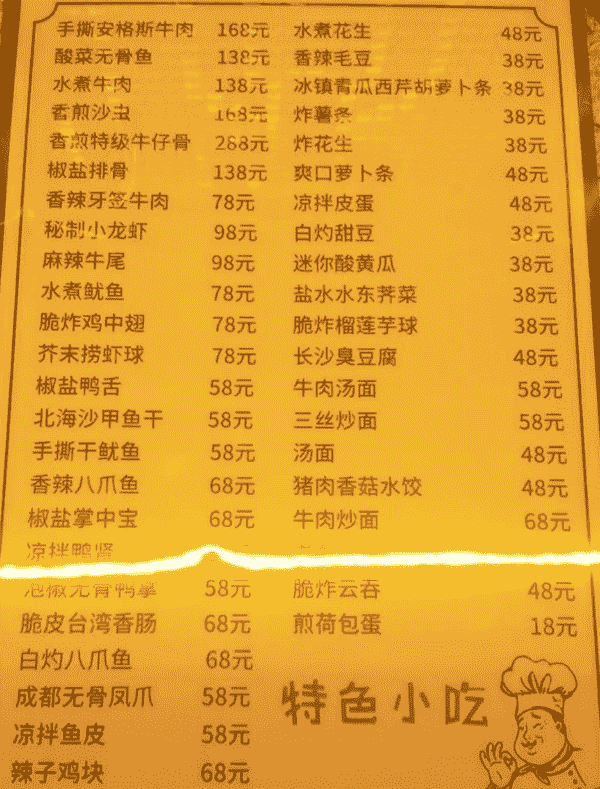 手撕安格斯牛肉 168元
酸菜无骨鱼 138元
水煮牛肉 138元
香煎沙虫 168元
香煎特级牛仔骨 288元
椒盐排骨 138元
香辣牙签牛肉 78元
秘制小龙虾 98元
麻辣牛尾 98元
水煮鱿鱼 78元
脆炸鸡中翅 78元
芥末捞虾球 78元
椒盐鸭舌 58元
北海沙甲鱼干 58元
手撕干鱿鱼 58元
香辣八爪鱼 68元
椒盐掌中宝 68元
凉拌鸭肾
泡椒无骨鸭掌 58元
脆皮台湾香肠 68元
白灼八爪鱼 68元
成都无骨凤爪 58元
凉拌鱼皮 58元
辣子鸡块 68元
水煮花生 48元
香辣毛豆 38元
冰镇青瓜西芹胡萝卜条 38元
炸薯条 38元
炸花生 38元
爽口萝卜条 48元
凉拌皮蛋 48元
白灼甜豆 38元
迷你酸黄瓜 38元
盐水水东荠菜 38元
脆炸榴莲芋球 38元
长沙臭豆腐 48元
牛肉汤面 58元
三丝炒面 58元
汤面 48元
猪肉香菇水饺 48元
牛肉炒面 68元
脆炸云吞 48元
煎荷包蛋 18元
特色小吃